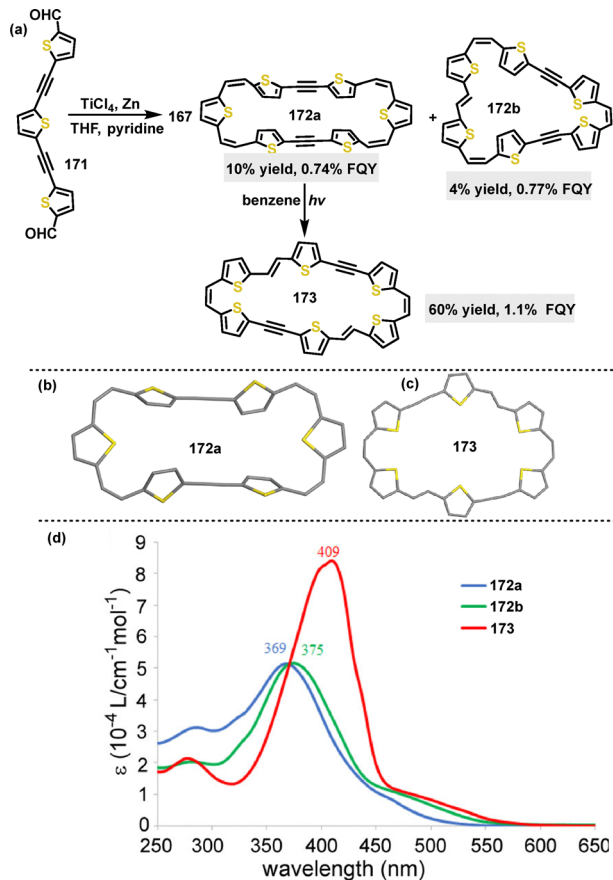 (a)
OHC
S
S
S
OHC
171
TiCl4, Zn
THF, pyridine
167
S
S
S
S
S
S
172a
10% yield, 0.74% FQY
+
S
S
S
S
S
S
172b
4% yield, 0.77% FQY
benzene
hv
S
S
S
S
S
S
173
60% yield, 1.1% FQY
(b)
172a
(c)
173
(d)
9
8
7
6
5
4
3
2
1
0
ε (10-4 L/cm-1mol-1)
409
369
375
172a
172b
173
250 300 350 400 450 500 550 600 650
wavelength (nm)